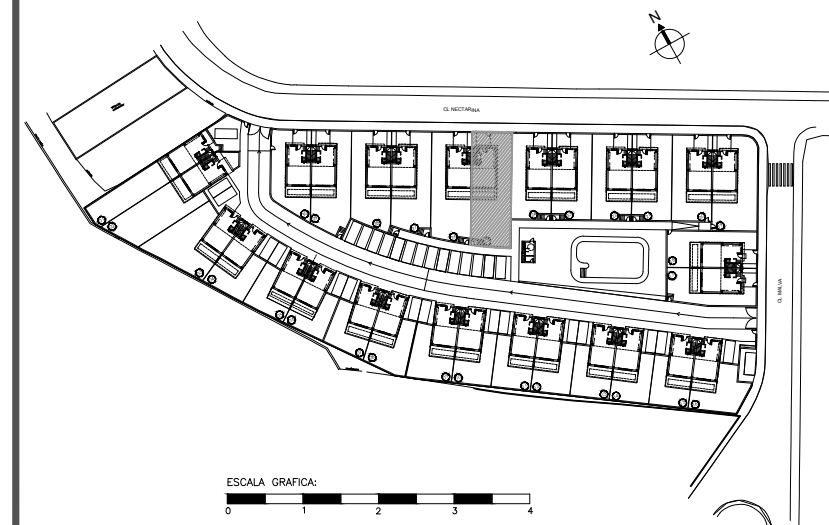 N
CL NECTARINA
CL MALVA
ESCALA GRAFICA:
0 1 2 3 4